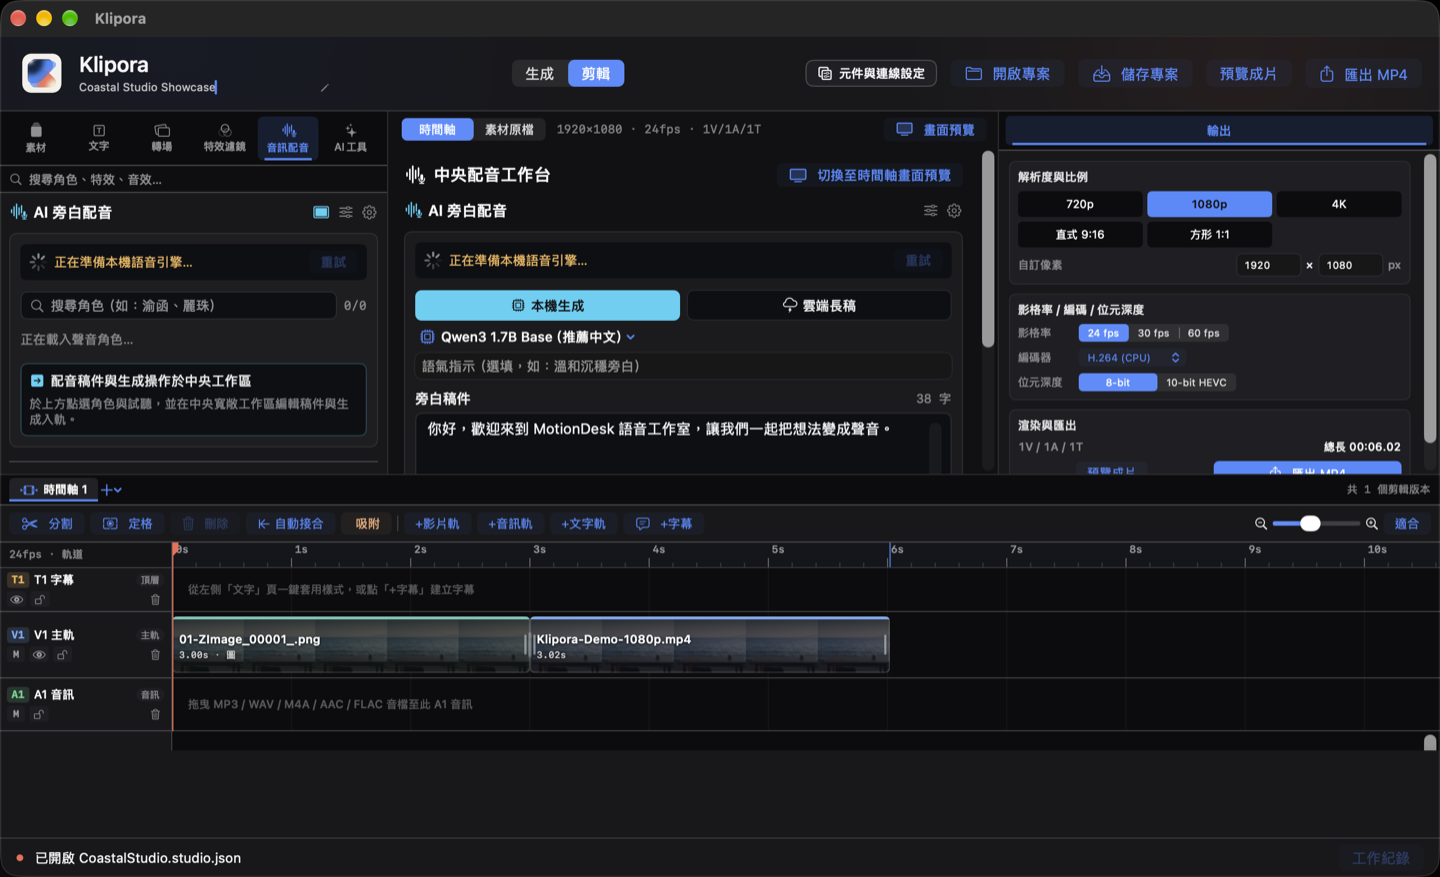 Klipora
Klipora
Coastal Studio Showcase
生成
剪輯
元件與連線設定
開啟專案
儲存專案
預覽成片
匯出 MP4
素材
文字
轉場
特效濾鏡
音訊配音
AI 工具
搜尋角色、特效、音效...
AI 旁白配音
正在準備本機語音引擎...
重試
搜尋角色（如：渝函、麗珠）
0/0
正在載入聲音角色...
配音稿件與生成操作於中央工作區
於上方點選角色與試聽，並在中央寬敞工作區編輯稿件與生
成入軌。
時間軸
素材原檔
1920×1080 · 24fps · 1V/1A/1T
畫面預覽
中央配音工作台
切換至時間軸畫面預覽
AI 旁白配音
正在準備本機語音引擎...
重試
本機生成
雲端長稿
Qwen3 1.7B Base (推薦中文)
語氣指示（選填，如：溫和沉穩旁白）
旁白稿件
38 字
你好，歡迎來到 MotionDesk 語音工作室，讓我們一起把想法變成聲音。
輸出
解析度與比例
720p
1080p
4K
直式 9:16
方形 1:1
自訂像素
1920
×
1080
px
影格率 / 編碼 / 位元深度
影格率
24 fps
30 fps
60 fps
編碼器
H.264 (CPU)
位元深度
8-bit
10-bit HEVC
渲染與匯出
1V / 1A / 1T
總長 00:06.02
預覽成片
匯出 MP4
時間軸 1
共 1 個剪輯版本
分割
定格
刪除
自動接合
吸附
+影片軌
+音訊軌
+文字軌
+字幕
適合
24fps · 軌道
0s
1s
2s
3s
4s
5s
6s
7s
8s
9s
10s
T1
T1 字幕
頂層
從左側「文字」頁一鍵套用樣式，或點「+字幕」建立字幕
V1
V1 主軌
主軌
M
01-ZImage_00001_.png
3.00s · 圖
Klipora-Demo-1080p.mp4
3.02s
A1
A1 音訊
音訊
M
拖曳 MP3 / WAV / M4A / AAC / FLAC 音檔至此 A1 音訊
已開啟 CoastalStudio.studio.json
工作紀錄